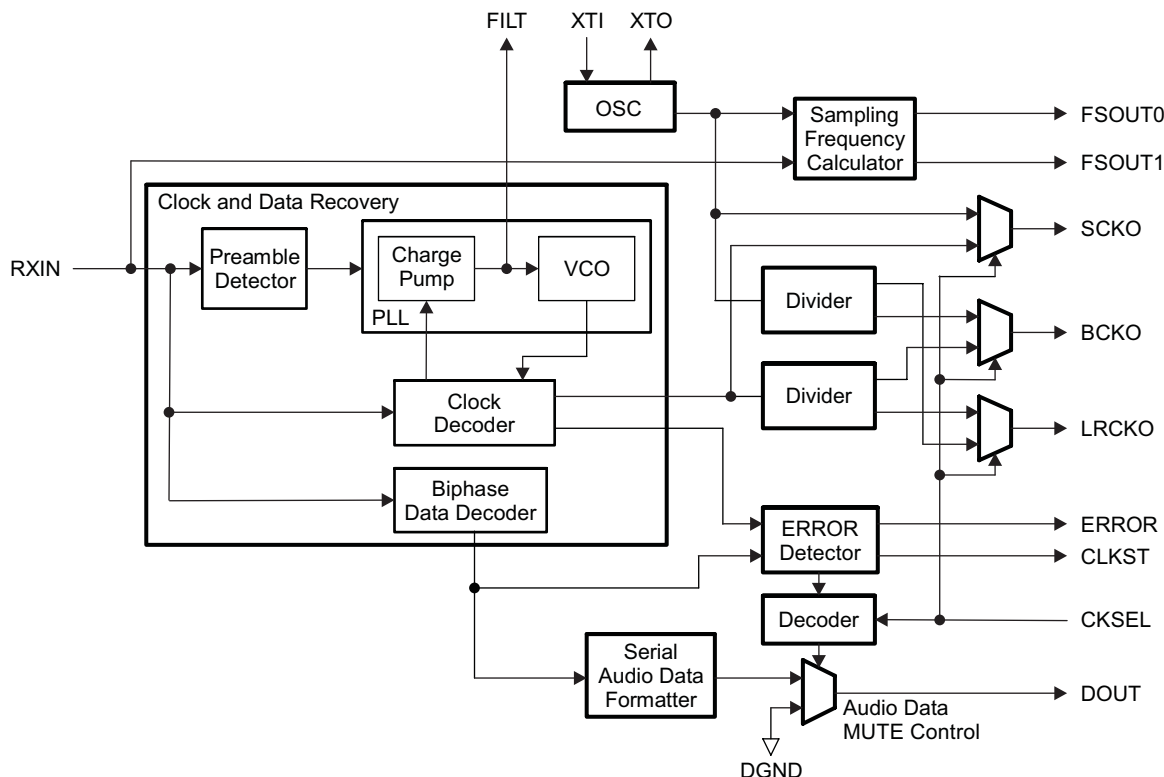 FILT
XTI
XTO
OSC
Sampling
Frequency
Calculator
FSOUT0
FSOUT1
Clock and Data Recovery
RXIN
Preamble
Detector
Charge
Pump
VCO
PLL
SCKO
Divider
BCKO
Divider
LRCKO
Clock
Decoder
Biphase
Data Decoder
ERROR
Detector
ERROR
CLKST
Decoder
CKSEL
Serial
Audio Data
Formatter
DOUT
Audio Data
MUTE Control
DGND